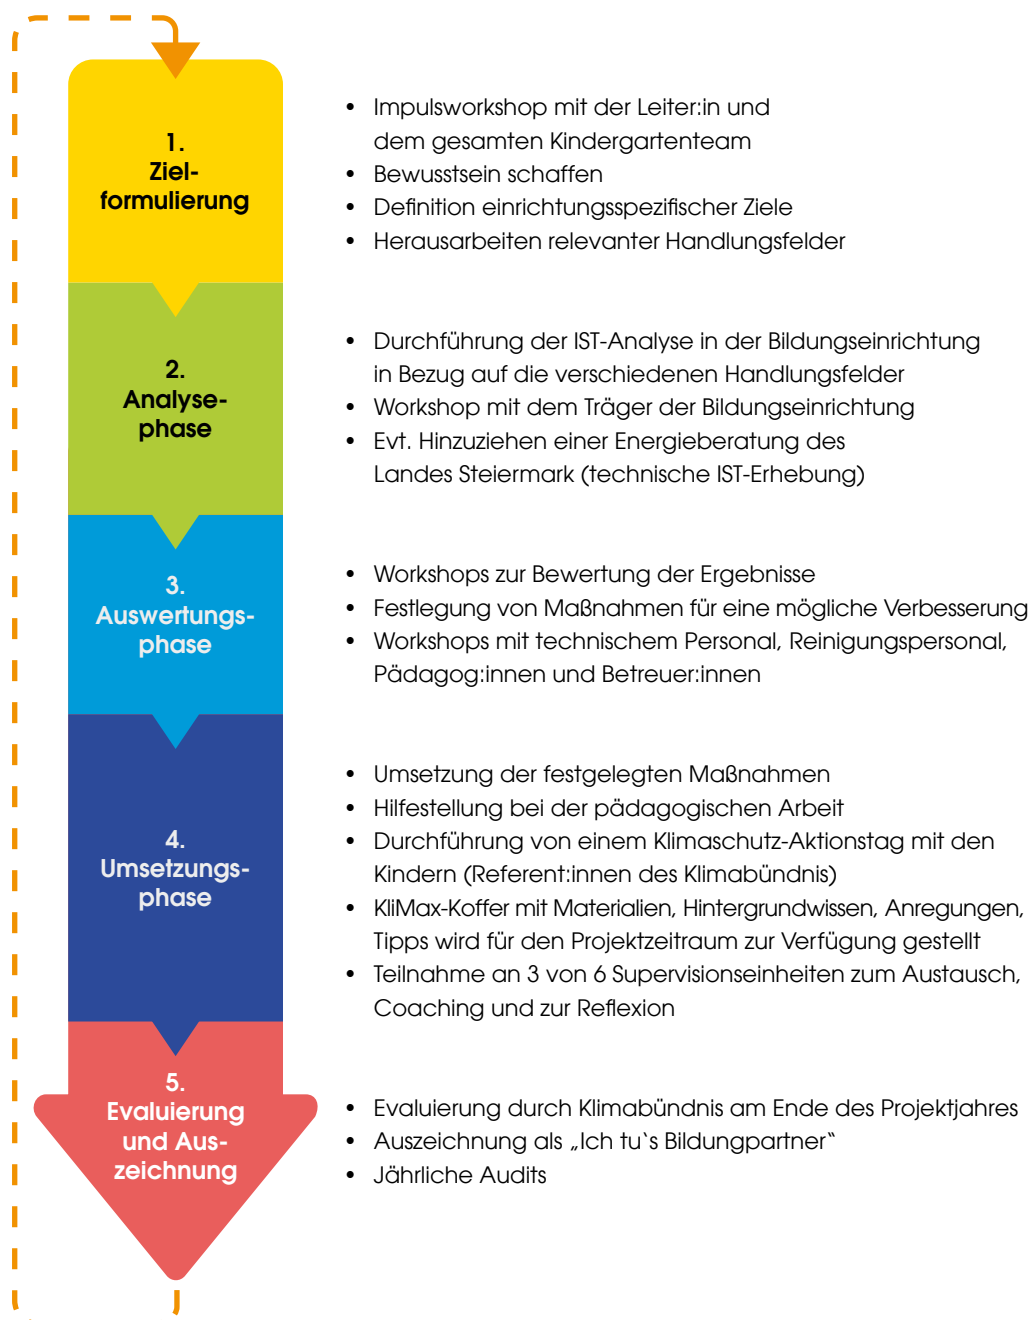 1.
Ziel-
formulierung
• Impulsworkshop mit der Leiter:in und
dem gesamten Kindergartenteam
• Bewusstsein schaffen
• Definition einrichtungsspezifischer Ziele
• Herausarbeiten relevanter Handlungsfelder
2.
Analyse-
phase
• Durchführung der IST-Analyse in der Bildungseinrichtung
in Bezug auf die verschiedenen Handlungsfelder
• Workshop mit dem Träger der Bildungseinrichtung
• Evt. Hinzuziehen einer Energieberatung des
Landes Steiermark (technische IST-Erhebung)
3.
Auswertungs-
phase
• Workshops zur Bewertung der Ergebnisse
• Festlegung von Maßnahmen für eine mögliche Verbesserung
• Workshops mit technischem Personal, Reinigungspersonal,
Pädagog:innen und Betreuer:innen
4.
Umsetzungs-
phase
• Umsetzung der festgelegten Maßnahmen
• Hilfestellung bei der pädagogischen Arbeit
• Durchführung von einem Klimaschutz-Aktionstag mit den
Kindern (Referent:innen des Klimabündnis)
• KliMax-Koffer mit Materialien, Hintergrundwissen, Anregungen,
Tipps wird für den Projektzeitraum zur Verfügung gestellt
• Teilnahme an 3 von 6 Supervisionseinheiten zum Austausch,
Coaching und zur Reflexion
5.
Evaluierung
und Aus-
zeichnung
• Evaluierung durch Klimabündnis am Ende des Projektjahres
• Auszeichnung als „Ich tu`s Bildungpartner“
• Jährliche Audits